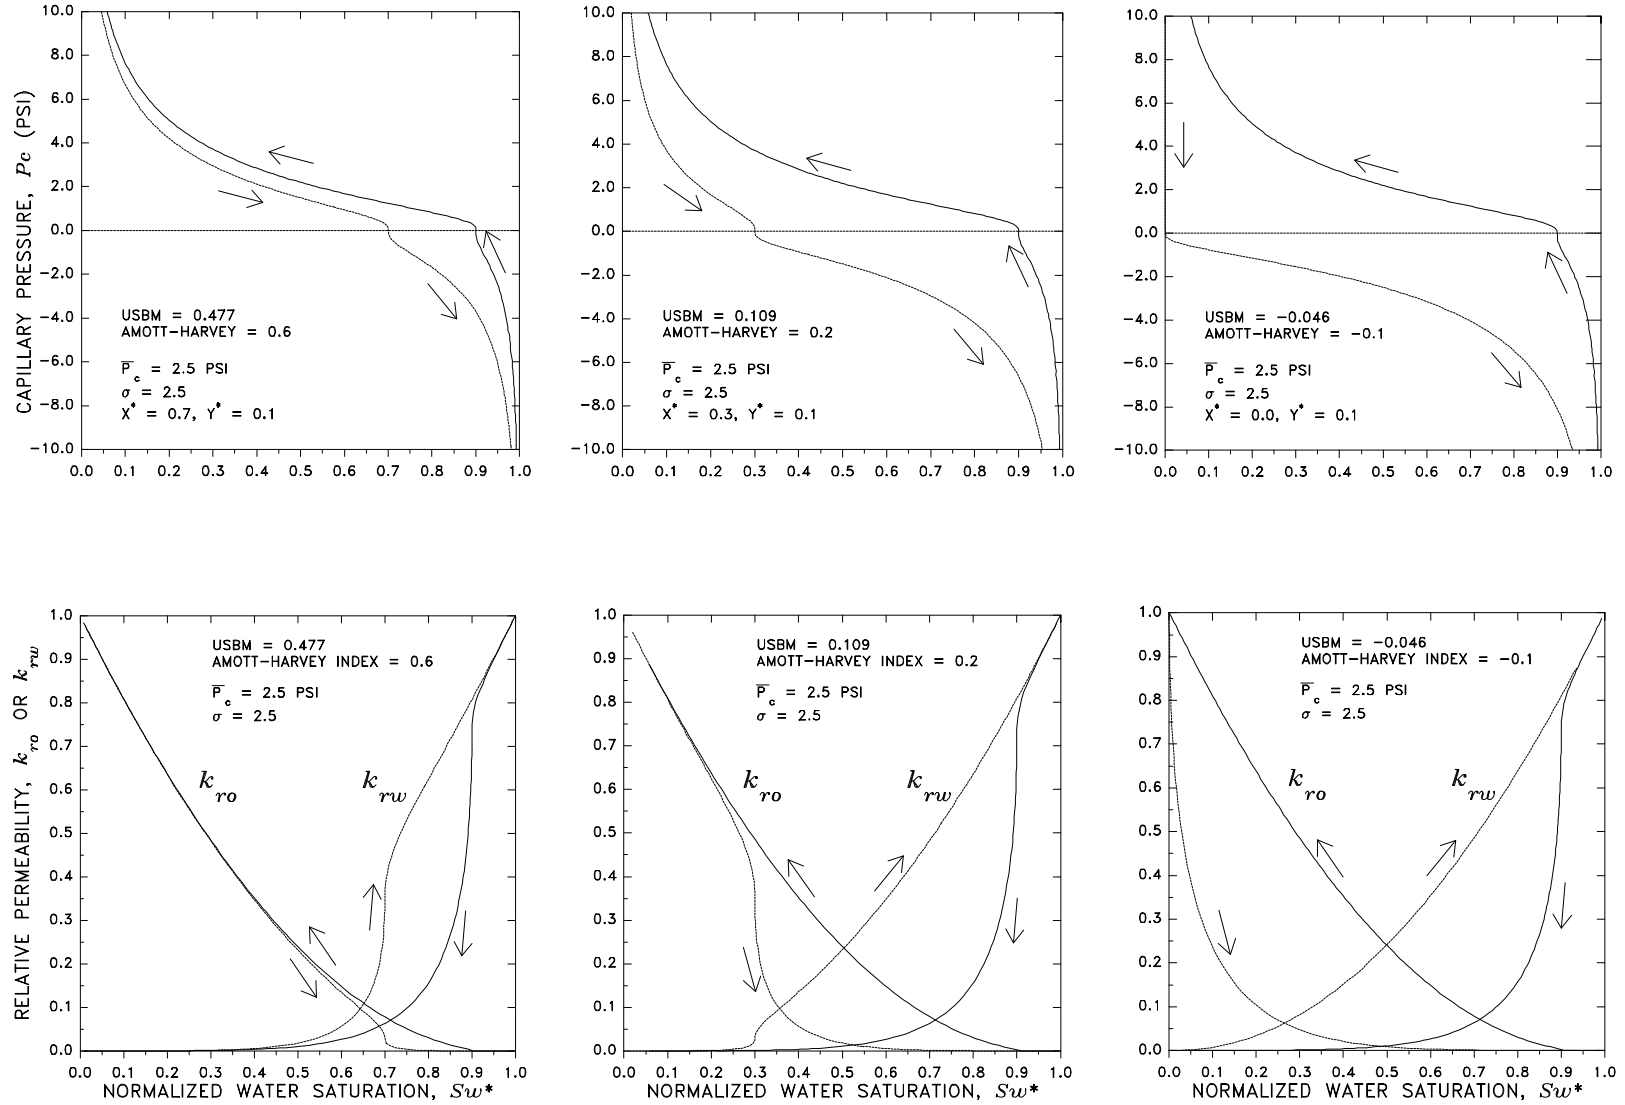 CAPILLARY PRESSURE, Pc (PSI)
10.0
8.0
6.0
4.0
2.0
0.0
-2.0
-4.0
-6.0
-8.0
-10.0
USBM = 0.477
AMOTT-HARVEY = 0.6
P̅c = 2.5 PSI
σ = 2.5
X* = 0.7, Y* = 0.1
0.0 0.1 0.2 0.3 0.4 0.5 0.6 0.7 0.8 0.9 1.0
10.0
8.0
6.0
4.0
2.0
0.0
-2.0
-4.0
-6.0
-8.0
-10.0
USBM = 0.109
AMOTT-HARVEY = 0.2
P̅c = 2.5 PSI
σ = 2.5
X* = 0.3, Y* = 0.1
0.0 0.1 0.2 0.3 0.4 0.5 0.6 0.7 0.8 0.9 1.0
10.0
8.0
6.0
4.0
2.0
0.0
-2.0
-4.0
-6.0
-8.0
-10.0
USBM = -0.046
AMOTT-HARVEY = -0.1
P̅c = 2.5 PSI
σ = 2.5
X* = 0.0, Y* = 0.1
0.0 0.1 0.2 0.3 0.4 0.5 0.6 0.7 0.8 0.9 1.0
RELATIVE PERMEABILITY, kro OR krw
1.0
0.9
0.8
0.7
0.6
0.5
0.4
0.3
0.2
0.1
0.0
USBM = 0.477
AMOTT-HARVEY INDEX = 0.6
P̅c = 2.5 PSI
σ = 2.5
kro
krw
0.0 0.1 0.2 0.3 0.4 0.5 0.6 0.7 0.8 0.9 1.0
NORMALIZED WATER SATURATION, Sw*
1.0
0.9
0.8
0.7
0.6
0.5
0.4
0.3
0.2
0.1
0.0
USBM = 0.109
AMOTT-HARVEY INDEX = 0.2
P̅c = 2.5 PSI
σ = 2.5
kro
krw
0.0 0.1 0.2 0.3 0.4 0.5 0.6 0.7 0.8 0.9 1.0
NORMALIZED WATER SATURATION, Sw*
1.0
0.9
0.8
0.7
0.6
0.5
0.4
0.3
0.2
0.1
0.0
USBM = -0.046
AMOTT-HARVEY INDEX = -0.1
P̅c = 2.5 PSI
σ = 2.5
kro
krw
0.0 0.1 0.2 0.3 0.4 0.5 0.6 0.7 0.8 0.9 1.0
NORMALIZED WATER SATURATION, Sw*